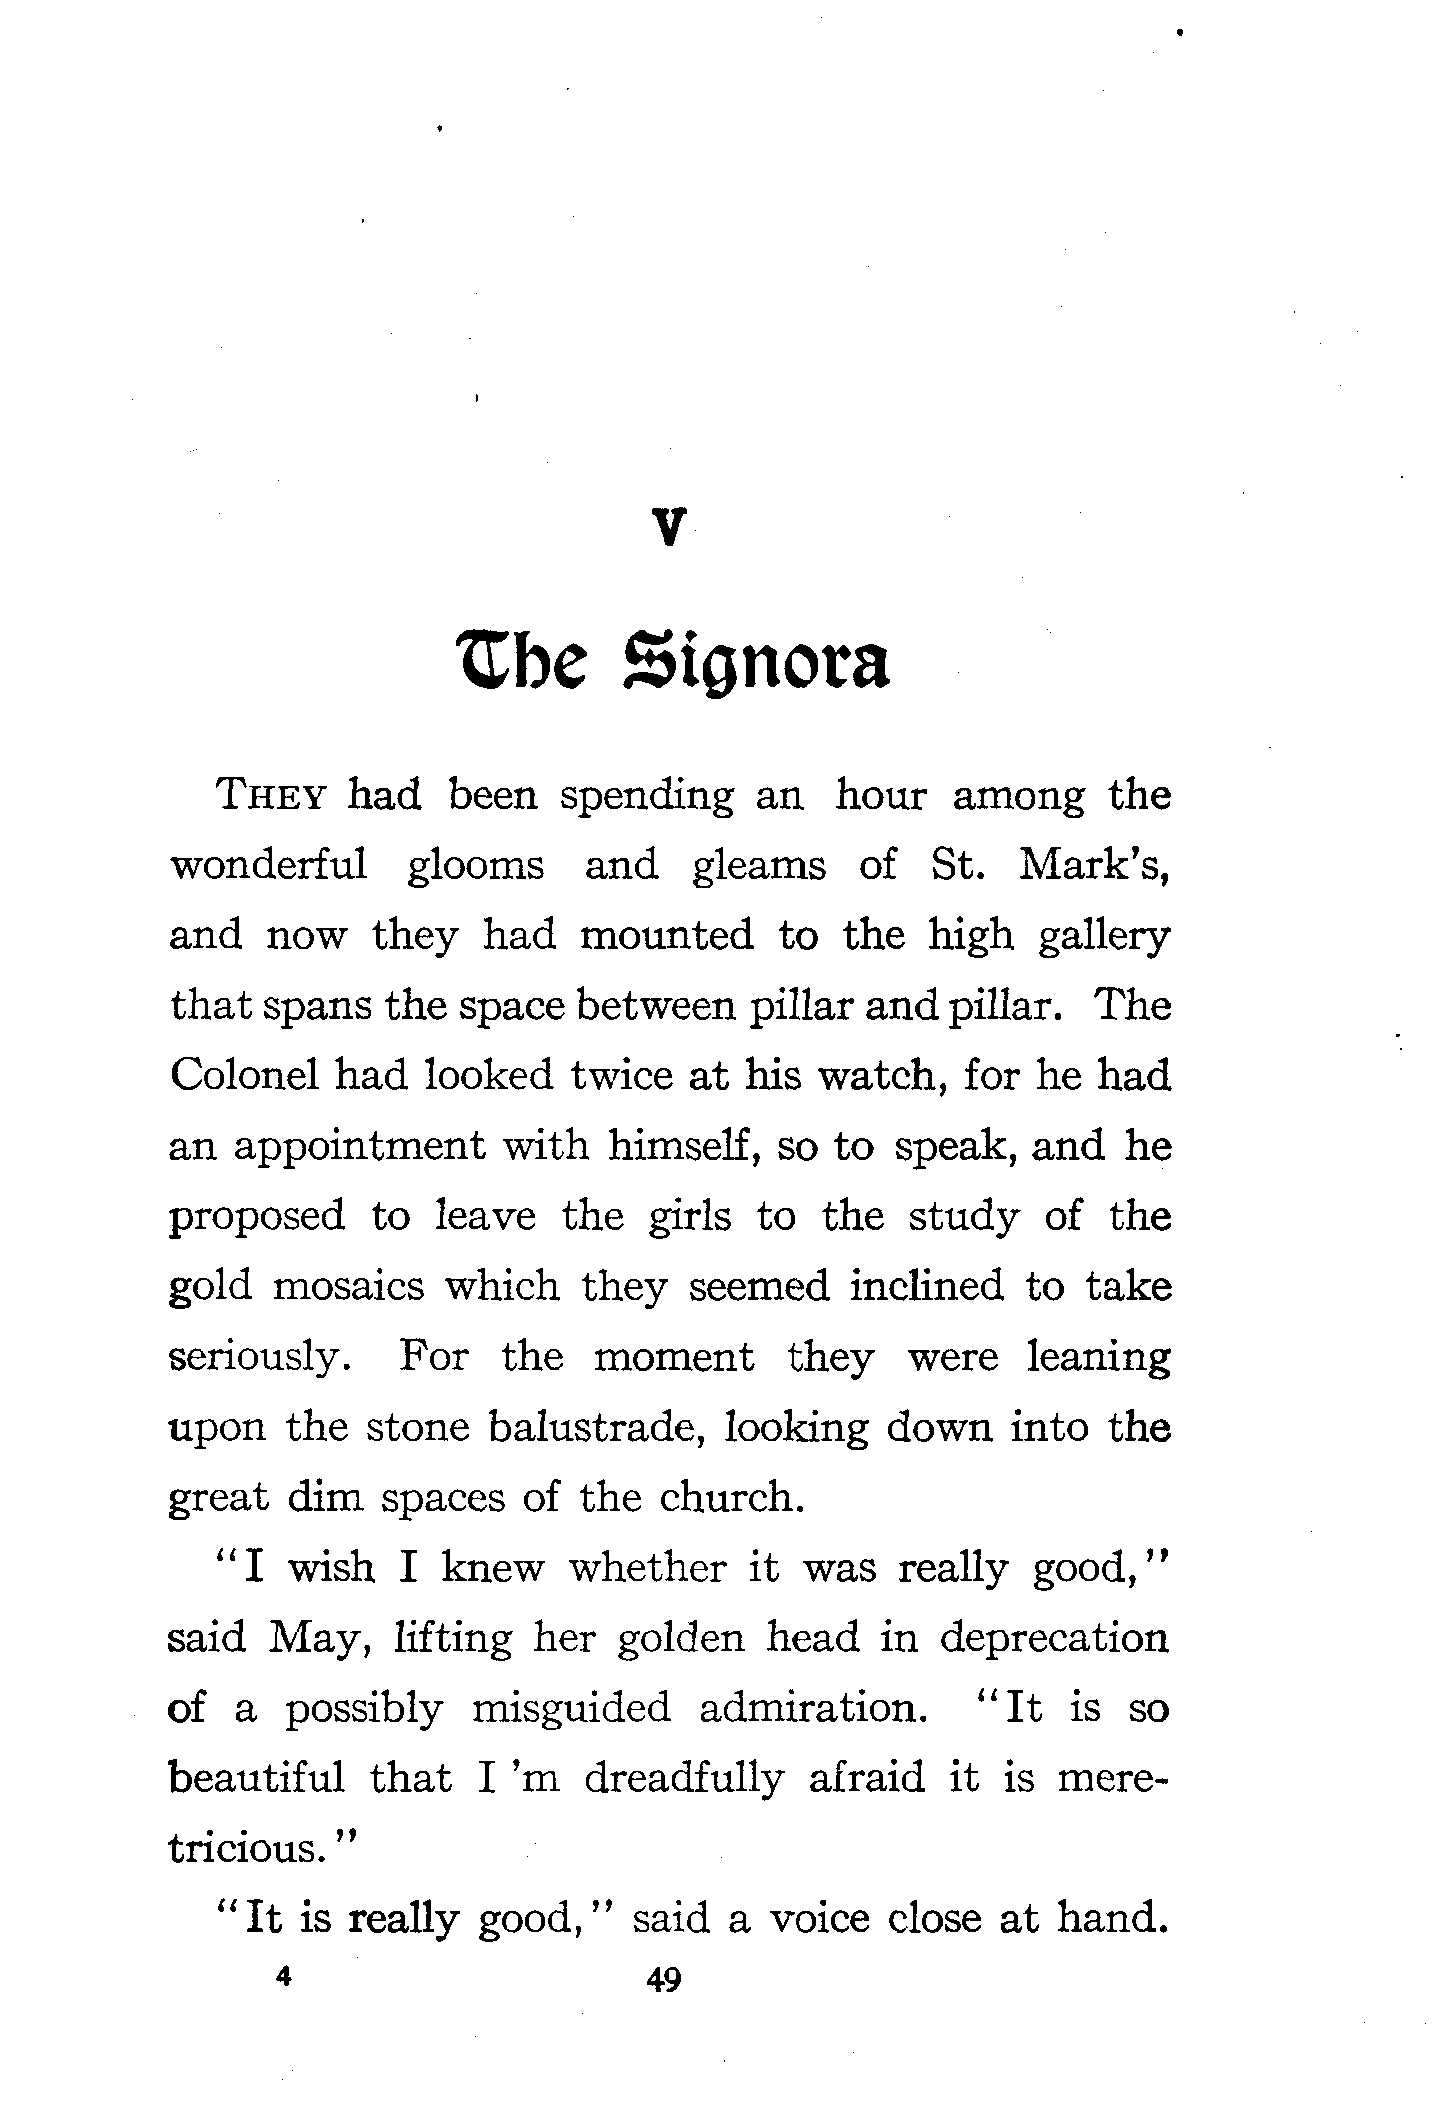 V
The Signora
THEY had been spending an hour among the
wonderful glooms and gleams of St. Mark's,
and now they had mounted to the high gallery
that spans the space between pillar and pillar. The
Colonel had looked twice at his watch, for he had
an appointment with himself, so to speak, and he
proposed to leave the girls to the study of the
gold mosaics which they seemed inclined to take
seriously. For the moment they were leaning
upon the stone balustrade, looking down into the
great dim spaces of the church.
"I wish I knew whether it was really good,"
said May, lifting her golden head in deprecation
of a possibly misguided admiration. "It is so
beautiful that I 'm dreadfully afraid it is mere-
tricious."
"It is really good," said a voice close at hand.
4 49